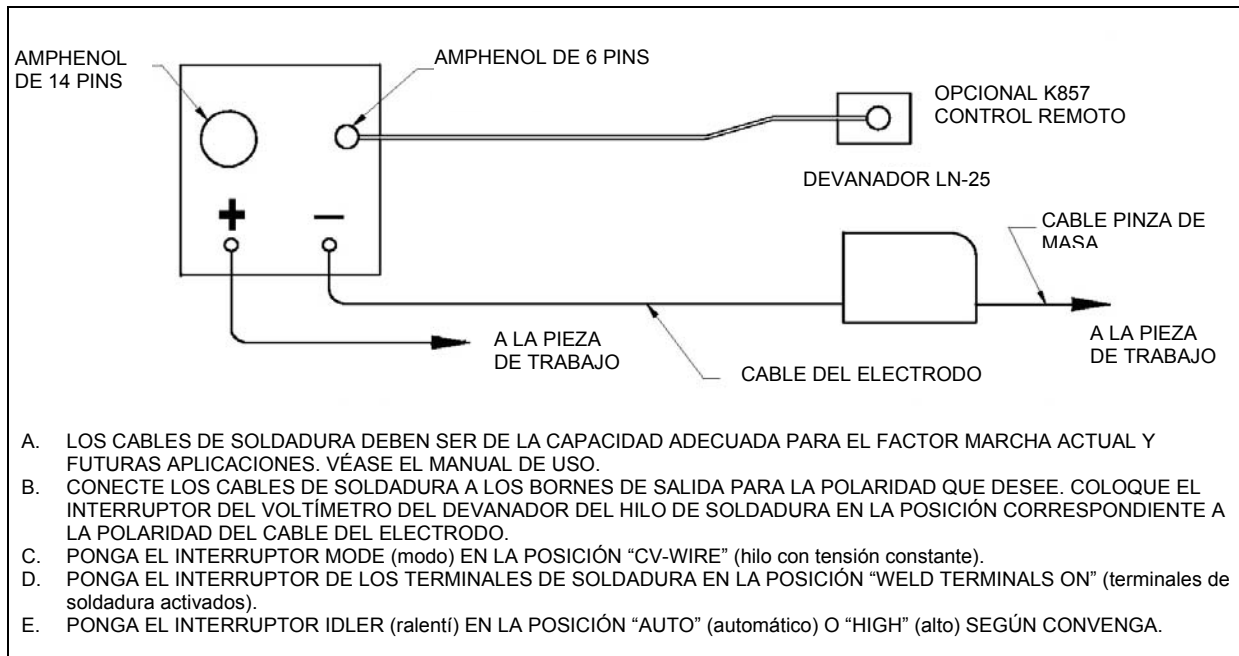 AMPHENOL
DE 14 PINS
AMPHENOL DE 6 PINS
OPCIONAL K857
CONTROL REMOTO
DEVANADOR LN-25
+
−
CABLE PINZA DE
MASA
A LA PIEZA
DE TRABAJO
CABLE DEL ELECTRODO
A LA PIEZA
DE TRABAJO
A. LOS CABLES DE SOLDADURA DEBEN SER DE LA CAPACIDAD ADECUADA PARA EL FACTOR MARCHA ACTUAL Y
FUTURAS APLICACIONES. VÉASE EL MANUAL DE USO.
B. CONECTE LOS CABLES DE SOLDADURA A LOS BORNES DE SALIDA PARA LA POLARIDAD QUE DESEE. COLOQUE EL
INTERRUPTOR DEL VOLTÍMETRO DEL DEVANADOR DEL HILO DE SOLDADURA EN LA POSICIÓN CORRESPONDIENTE A
LA POLARIDAD DEL CABLE DEL ELECTRODO.
C. PONGA EL INTERRUPTOR MODE (modo) EN LA POSICIÓN “CV-WIRE” (hilo con tensión constante).
D. PONGA EL INTERRUPTOR DE LOS TERMINALES DE SOLDADURA EN LA POSICIÓN “WELD TERMINALS ON” (terminales de
soldadura activados).
E. PONGA EL INTERRUPTOR IDLER (ralentí) EN LA POSICIÓN “AUTO” (automático) O “HIGH” (alto) SEGÚN CONVENGA.